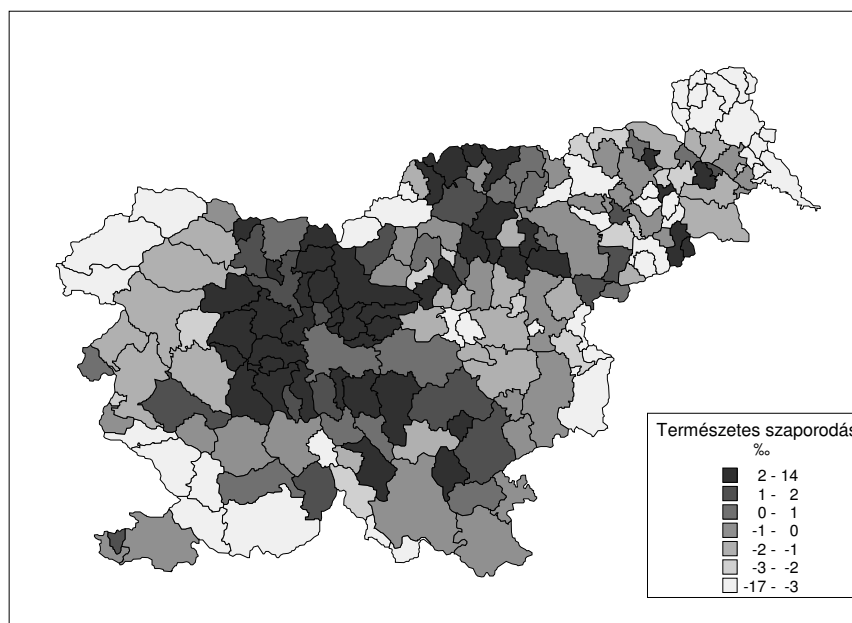 Természetes szaporodás
‰
2 - 14
1 - 2
0 - 1
-1 - 0
-2 - -1
-3 - -2
-17 - -3